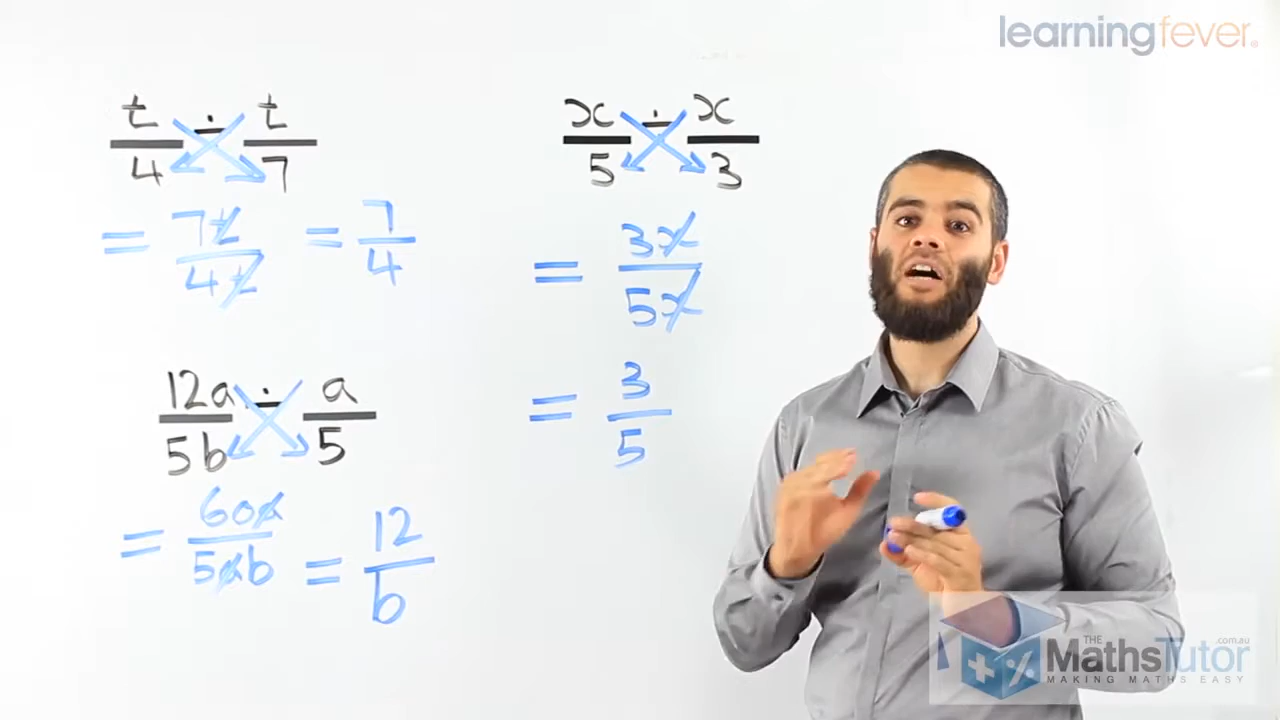 learningfever.
t/4 ÷ t/7
= 7t/4t = 7/4
12a/5b ÷ a/5
= 60a/5ab = 12/b
x/5 ÷ x/3
= 3x/5x
= 3/5
THE MathsTutor .com.au
MAKING MATHS EASY